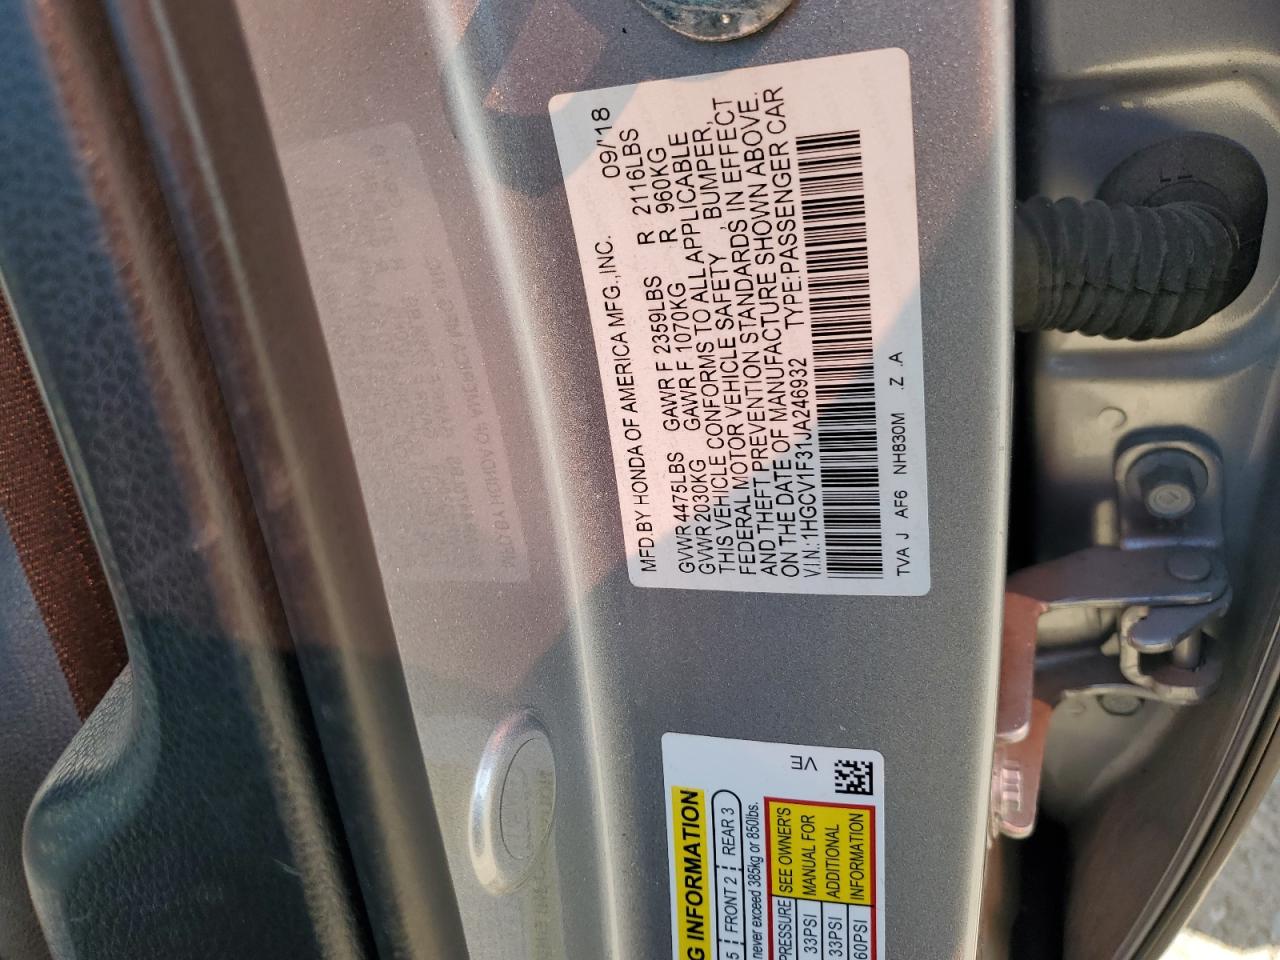 MFD.BY HONDA OF AMERICA MFG.,INC. 09/'18
GVWR 4475LBS GAWR F 2359LBS R 2116LBS
GVWR 2030KG GAWR F 1070KG R 960KG
THIS VEHICLE CONFORMS TO ALL APPLICABLE
FEDERAL MOTOR VEHICLE SAFETY, BUMPER,
AND THEFT PREVENTION STANDARDS IN EFFECT
ON THE DATE OF MANUFACTURE SHOWN ABOVE.
V.I.N.:1HGCV1F31JA246932 TYPE:PASSENGER CAR
TVA J AF6 NH830M .Z .A
VE
G INFORMATION
5 FRONT 2 REAR 3
never exceed 385kg or 850lbs.
PRESSURE SEE OWNER'S
33PSI MANUAL FOR
33PSI ADDITIONAL
60PSI INFORMATION